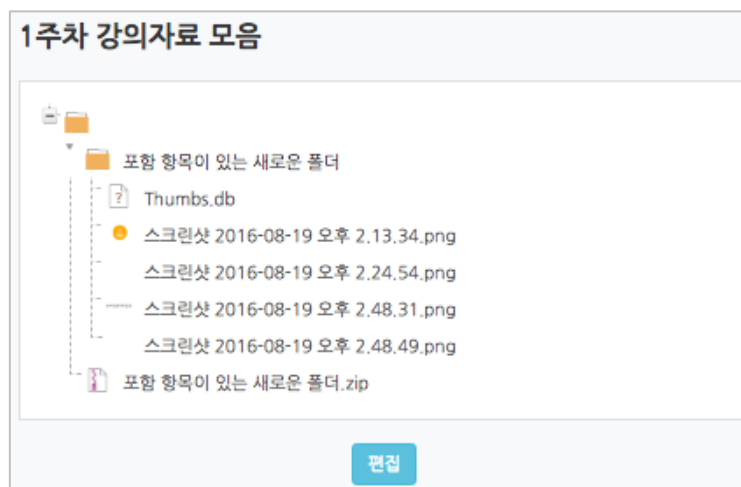 1주차 강의자료 모음
포함 항목이 있는 새로운 폴더
Thumbs.db
스크린샷 2016-08-19 오후 2.13.34.png
스크린샷 2016-08-19 오후 2.24.54.png
스크린샷 2016-08-19 오후 2.48.31.png
스크린샷 2016-08-19 오후 2.48.49.png
포함 항목이 있는 새로운 폴더.zip
편집